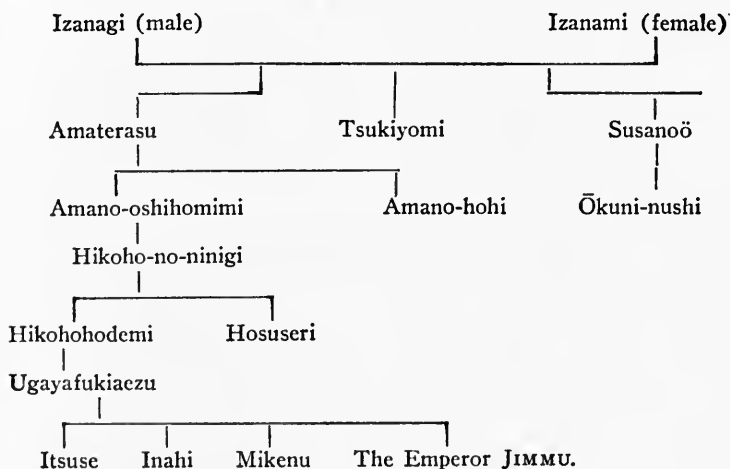 Izanagi (male) Izanami (female)
Amaterasu Tsukiyomi Susanoö
Amano-oshihomimi Amano-hohi Ōkuni-nushi
Hikoho-no-ninigi
Hikohohodemi Hosuseri
Ugayafukiaezu
Itsuse Inahi Mikenu The Emperor JIMMU.